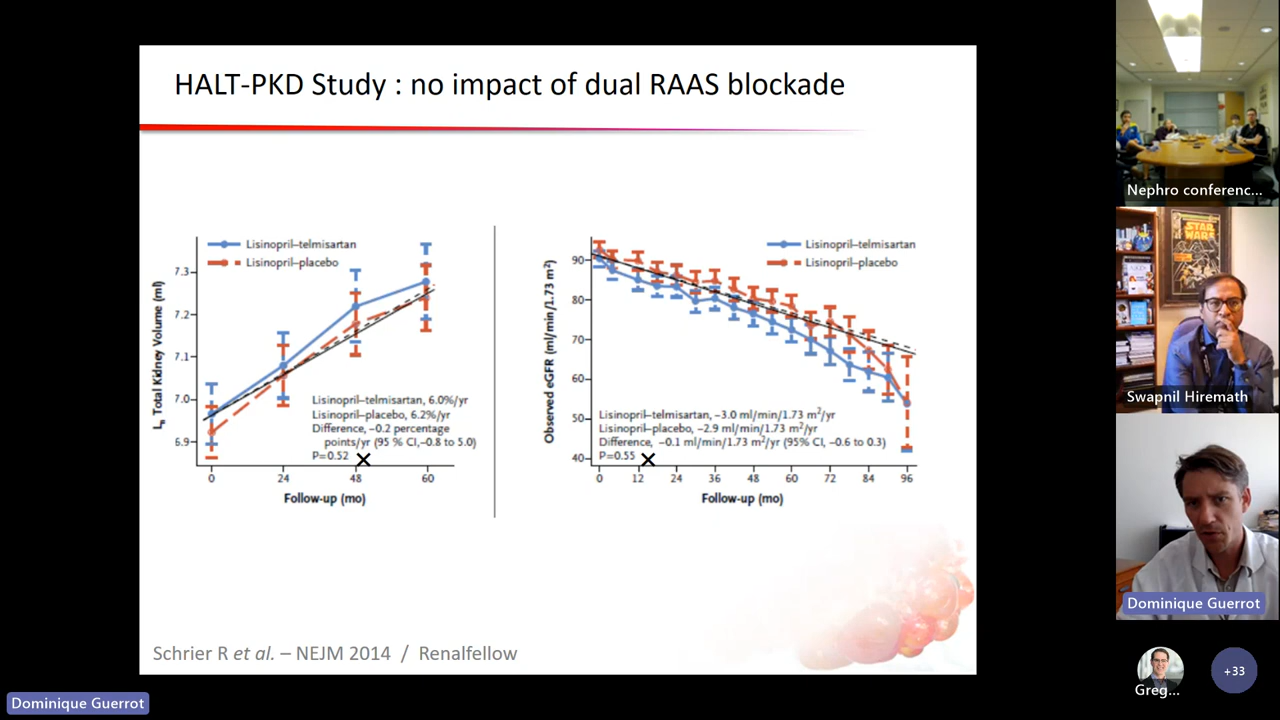 HALT-PKD Study : no impact of dual RAAS blockade
Lisinopril–telmisartan
Lisinopril–placebo
Ln Total Kidney Volume (ml)
7.3
7.2
7.1
7.0
6.9
Lisinopril–telmisartan, 6.0%/yr
Lisinopril–placebo, 6.2%/yr
Difference, –0.2 percentage
points/yr (95 % CI, –0.8 to 5.0)
P=0.52
0 24 48 60
Follow-up (mo)
Lisinopril–telmisartan
Lisinopril–placebo
Observed eGFR (ml/min/1.73 m²)
90
80
70
60
50
40
Lisinopril–telmisartan, –3.0 ml/min/1.73 m²/yr
Lisinopril–placebo, –2.9 ml/min/1.73 m²/yr
Difference, –0.1 ml/min/1.73 m²/yr (95% CI, –0.6 to 0.3)
P=0.55
0 12 24 36 48 60 72 84 96
Follow-up (mo)
Schrier R et al. – NEJM 2014 / Renalfellow
Dominique Guerrot
Nephro conferenc...
STAR WARS
Swapnil Hiremath
Dominique Guerrot
Greg...
+33